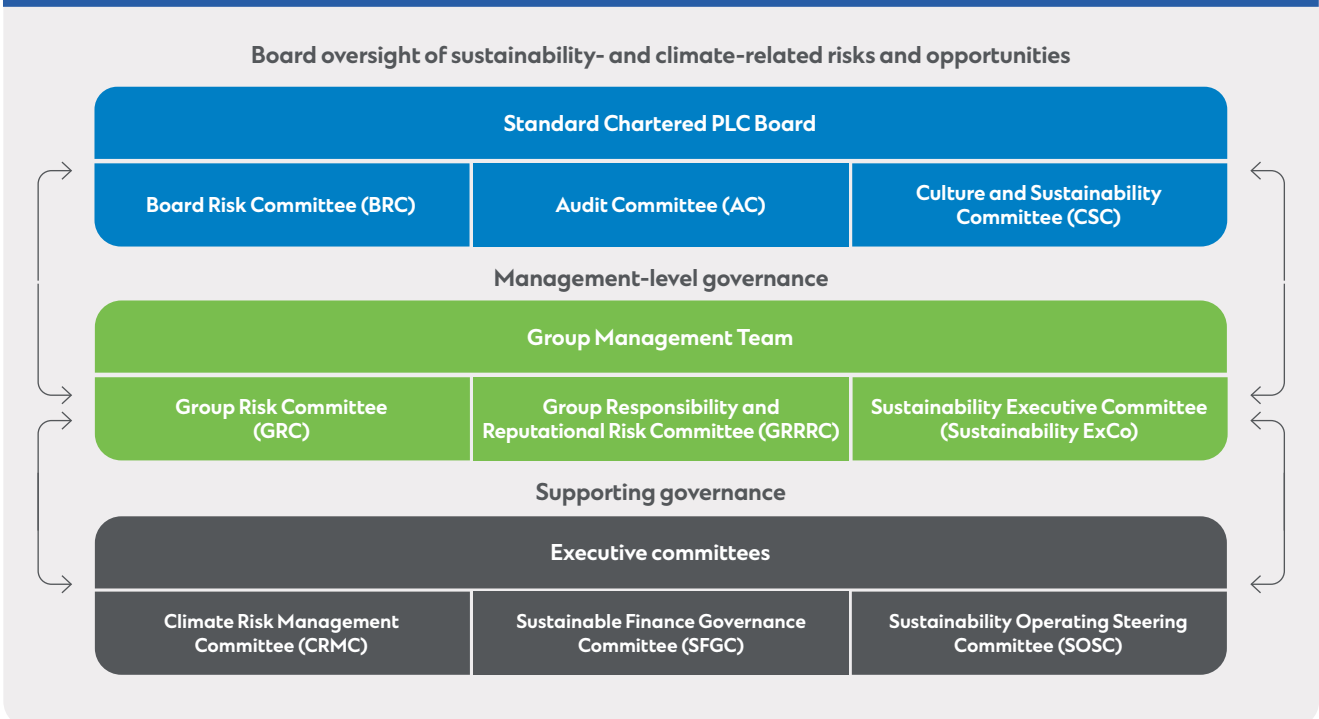 Board oversight of sustainability- and climate-related risks and opportunities
Standard Chartered PLC Board
Board Risk Committee (BRC)
Audit Committee (AC)
Culture and Sustainability
Committee (CSC)
Management-level governance
Group Management Team
Group Risk Committee
(GRC)
Group Responsibility and
Reputational Risk Committee (GRRRC)
Sustainability Executive Committee
(Sustainability ExCo)
Supporting governance
Executive committees
Climate Risk Management
Committee (CRMC)
Sustainable Finance Governance
Committee (SFGC)
Sustainability Operating Steering
Committee (SOSC)